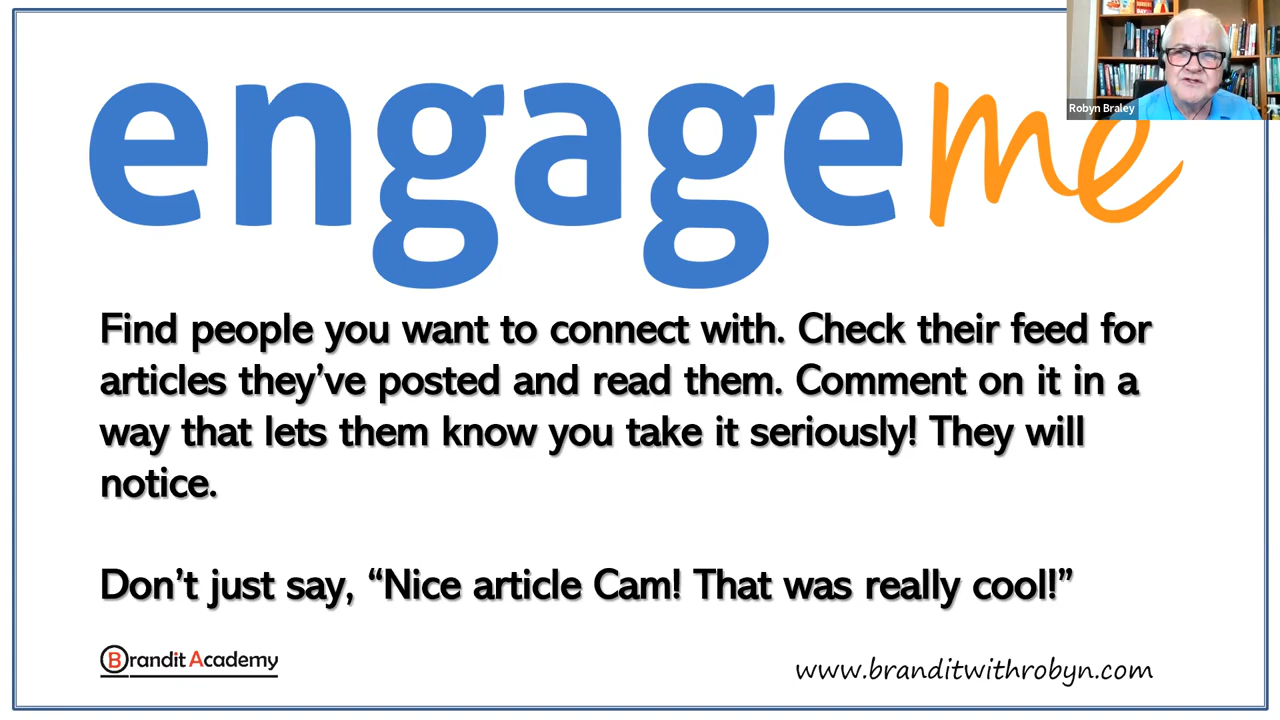 engageme
Robyn Braley
Find people you want to connect with. Check their feed for
articles they’ve posted and read them. Comment on it in a
way that lets them know you take it seriously! They will
notice.
Don’t just say, “Nice article Cam! That was really cool!”
Brandit Academy
www.branditwithrobyn.com